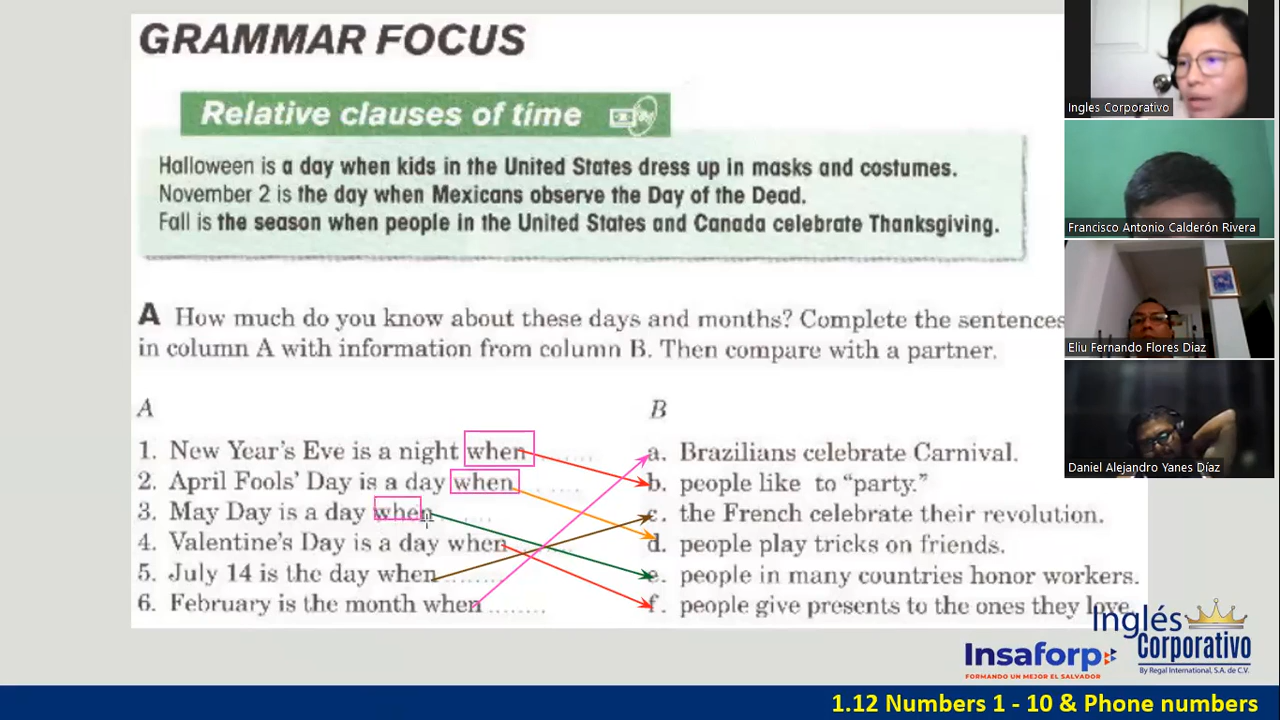 GRAMMAR FOCUS
Relative clauses of time
Halloween is a day when kids in the United States dress up in masks and costumes.
November 2 is the day when Mexicans observe the Day of the Dead.
Fall is the season when people in the United States and Canada celebrate Thanksgiving.
A How much do you know about these days and months? Complete the sentences
in column A with information from column B. Then compare with a partner.
A
1. New Year's Eve is a night when ........
2. April Fools' Day is a day when ........
3. May Day is a day when ........
4. Valentine's Day is a day when ........
5. July 14 is the day when ........
6. February is the month when ........
B
a. Brazilians celebrate Carnival.
b. people like to “party.”
c. the French celebrate their revolution.
d. people play tricks on friends.
e. people in many countries honor workers.
f. people give presents to the ones they love.
Ingles Corporativo
Francisco Antonio Calderón Rivera
Eliu Fernando Flores Diaz
Daniel Alejandro Yanes Díaz
Insaforp
FORMANDO UN MEJOR EL SALVADOR
Inglés
Corporativo
By Regal International, S.A. de C.V.
1.12 Numbers 1 - 10 & Phone numbers